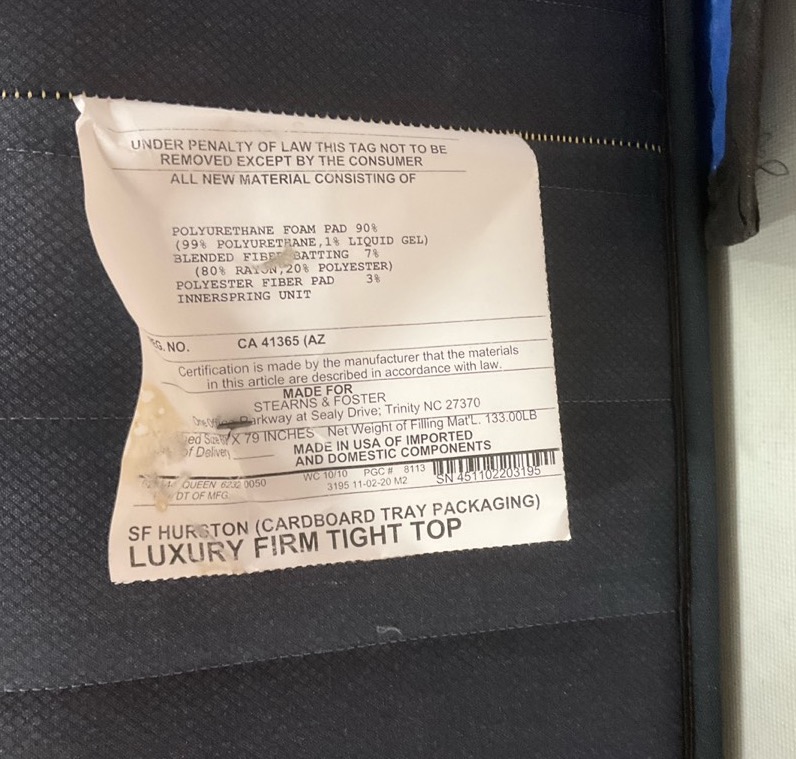 UNDER PENALTY OF LAW THIS TAG NOT TO BE
REMOVED EXCEPT BY THE CONSUMER
ALL NEW MATERIAL CONSISTING OF
POLYURETHANE FOAM PAD 90%
(99% POLYURETHANE,1% LIQUID GEL)
BLENDED FIBER BATTING 7%
(80% RAYON,20% POLYESTER)
POLYESTER FIBER PAD 3%
INNERSPRING UNIT
NO. CA 41365 (AZ
Certification is made by the manufacturer that the materials
in this article are described in accordance with law.
MADE FOR
STEARNS & FOSTER
Parkway at Sealy Drive; Trinity NC 27370
X 79 INCHES Net Weight of Filling Mat'L. 133.00LB
of Delivery MADE IN USA OF IMPORTED
AND DOMESTIC COMPONENTS
QUEEN 0050 WC 10/10 PGC # 8113
DT OF MFG. 3195 11-02-20 M2 SN 451102203195
SF HURSTON (CARDBOARD TRAY PACKAGING)
LUXURY FIRM TIGHT TOP